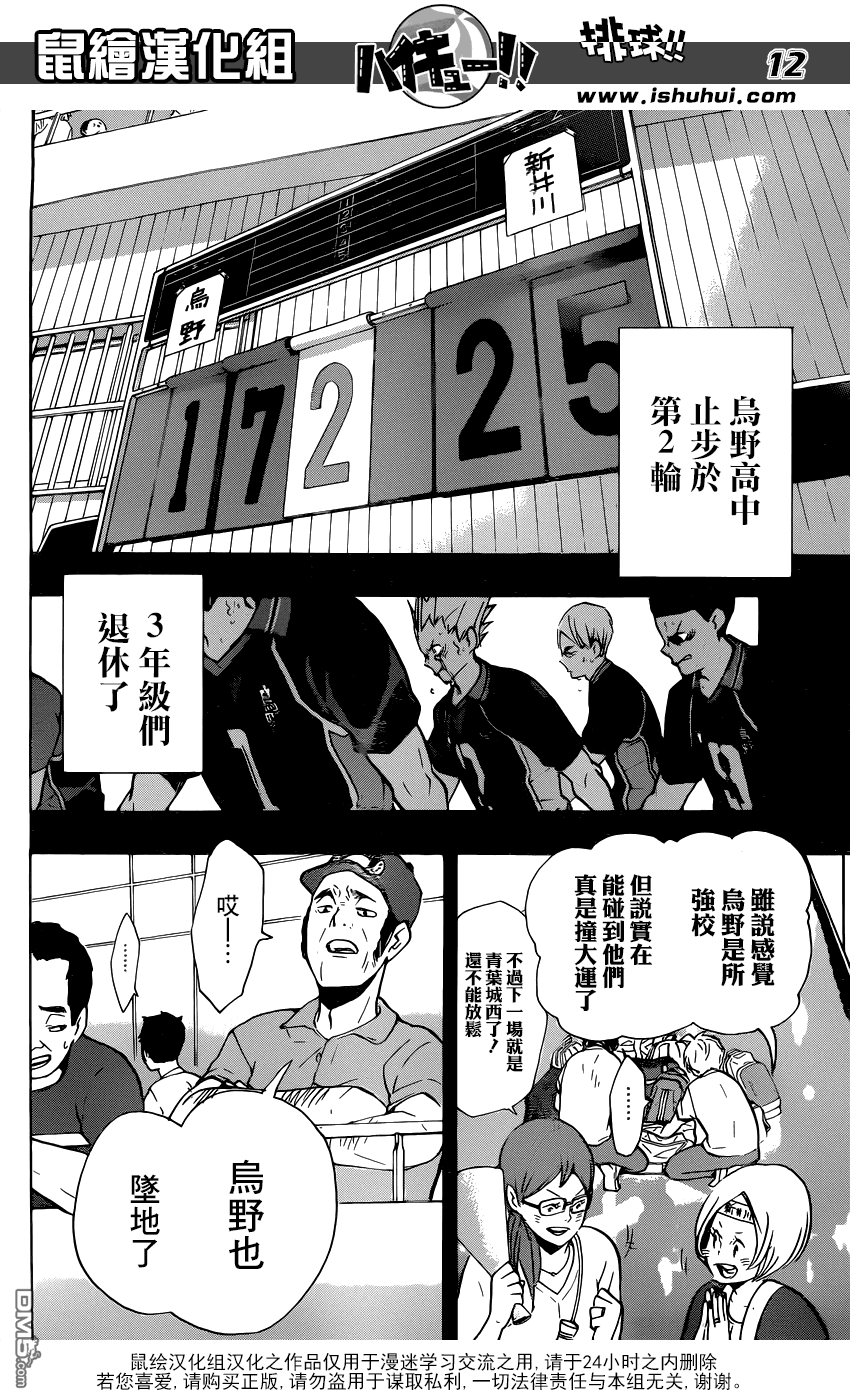 鼠繪漢化組
ハイキュー!!
排球!!
12
www.ishuhui.com
新井川
烏野
1 2 3 4 5
17 2 25
烏野高中
止步於
第2輪
3年級們
退休了
雖說感覺
烏野是所
強校
但說實在
能碰到他們
真是撞大運了
不過下一場就是
青葉城西了!
還不能放鬆
……
哎—…
……
烏野也
墜地了
DM5.com
鼠绘汉化组汉化之作品仅用于漫迷学习交流之用, 请于24小时之内删除
若您喜爱, 请购买正版, 请勿盗用于谋取私利, 一切法律责任与本组无关, 谢谢。